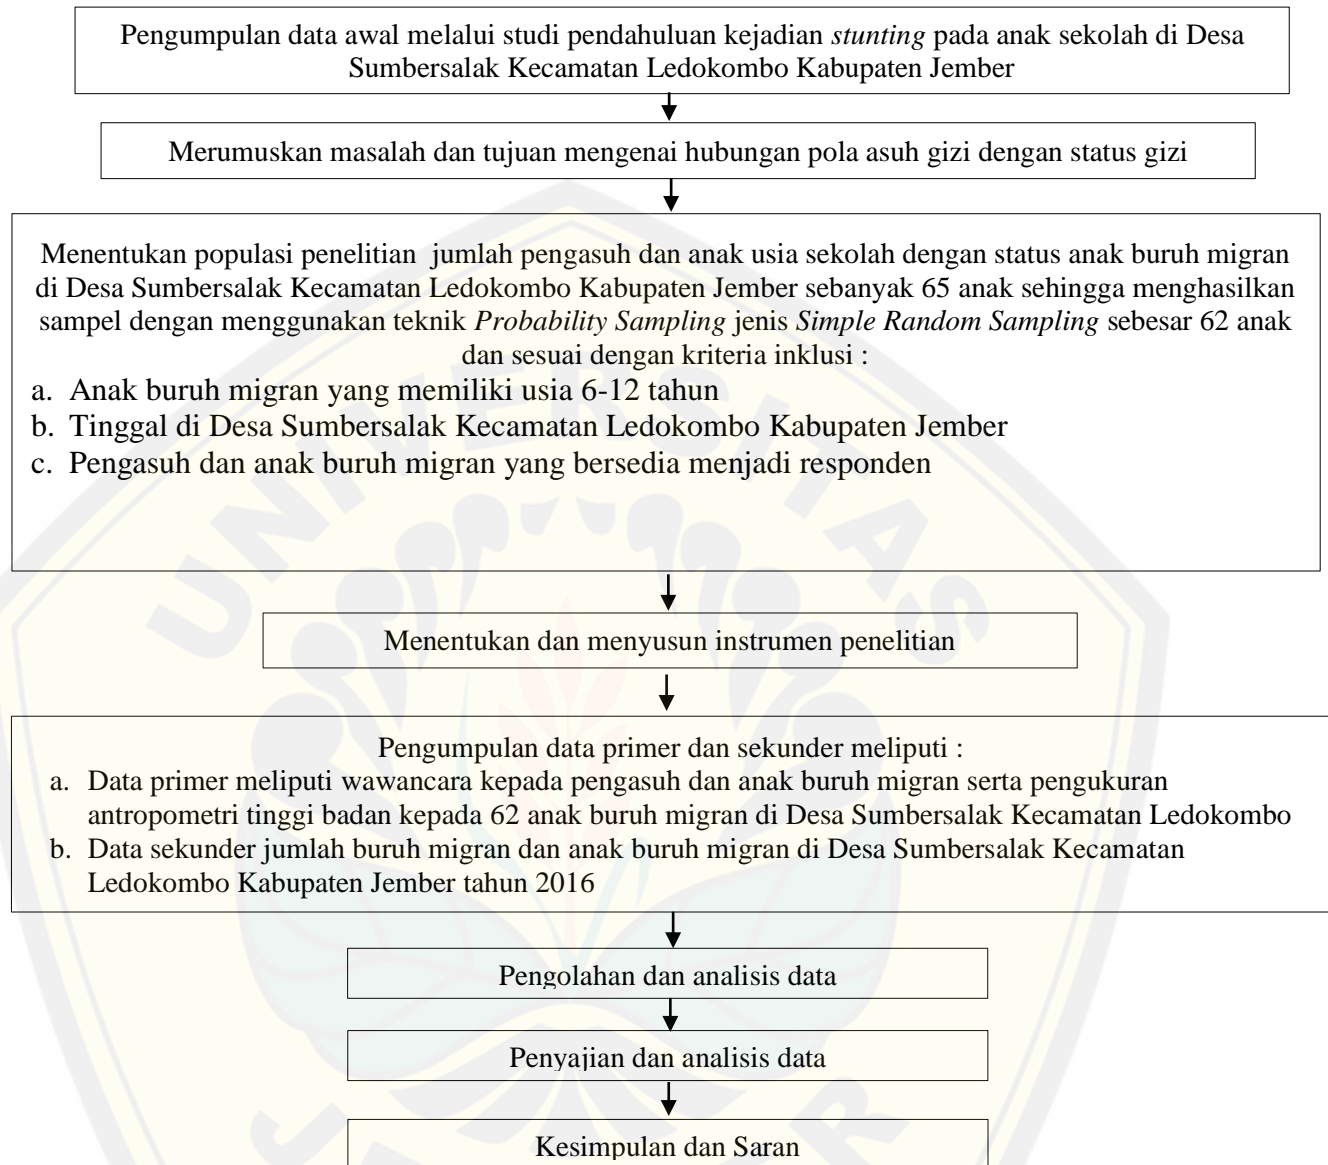 Pengumpulan data awal melalui studi pendahuluan kejadian stunting pada anak sekolah di Desa
Sumbersalak Kecamatan Ledokombo Kabupaten Jember
Merumuskan masalah dan tujuan mengenai hubungan pola asuh gizi dengan status gizi
Menentukan populasi penitian jumlah pengasuh dan anak usia sekolah dengan status anak buruh migran
di Desa Sumbersalak Kecamatan Ledokombo Kabupaten Jember sebanyak 65 anak sehingga menghasilkan
sampel dengan menggunakan teknik Probability Sampling jenis Simple Random Sampling sebesar 62 anak
dan sesuai dengan kriteria inklusi :
a. Anak buruh migran yang memiliki usia 6-12 tahun
b. Tinggal di Desa Sumbersalak Kecamatan Ledokombo Kabupaten Jember
c. Pengasuh dan anak buruh migran yang bersedia menjadi responden
Menentukan dan menyusun instrumen penelitian
Pengumpulan data primer dan sekunder meliputi :
a. Data primer meliputi wawancara kepada pengasuh dan anak buruh migran serta pengukuran
antropometri tinggi badan kepada 62 anak buruh migran di Desa Sumbersalak Kecamatan Ledokombo
b. Data sekunder jumlah buruh migran dan anak buruh migran di Desa Sumbersalak Kecamatan
Ledokombo Kabupaten Jember tahun 2016
Pengolahan dan analisis data
Penyajian dan analisis data
Kesimpulan dan Saran
UNIVERSITAS
JEMBER